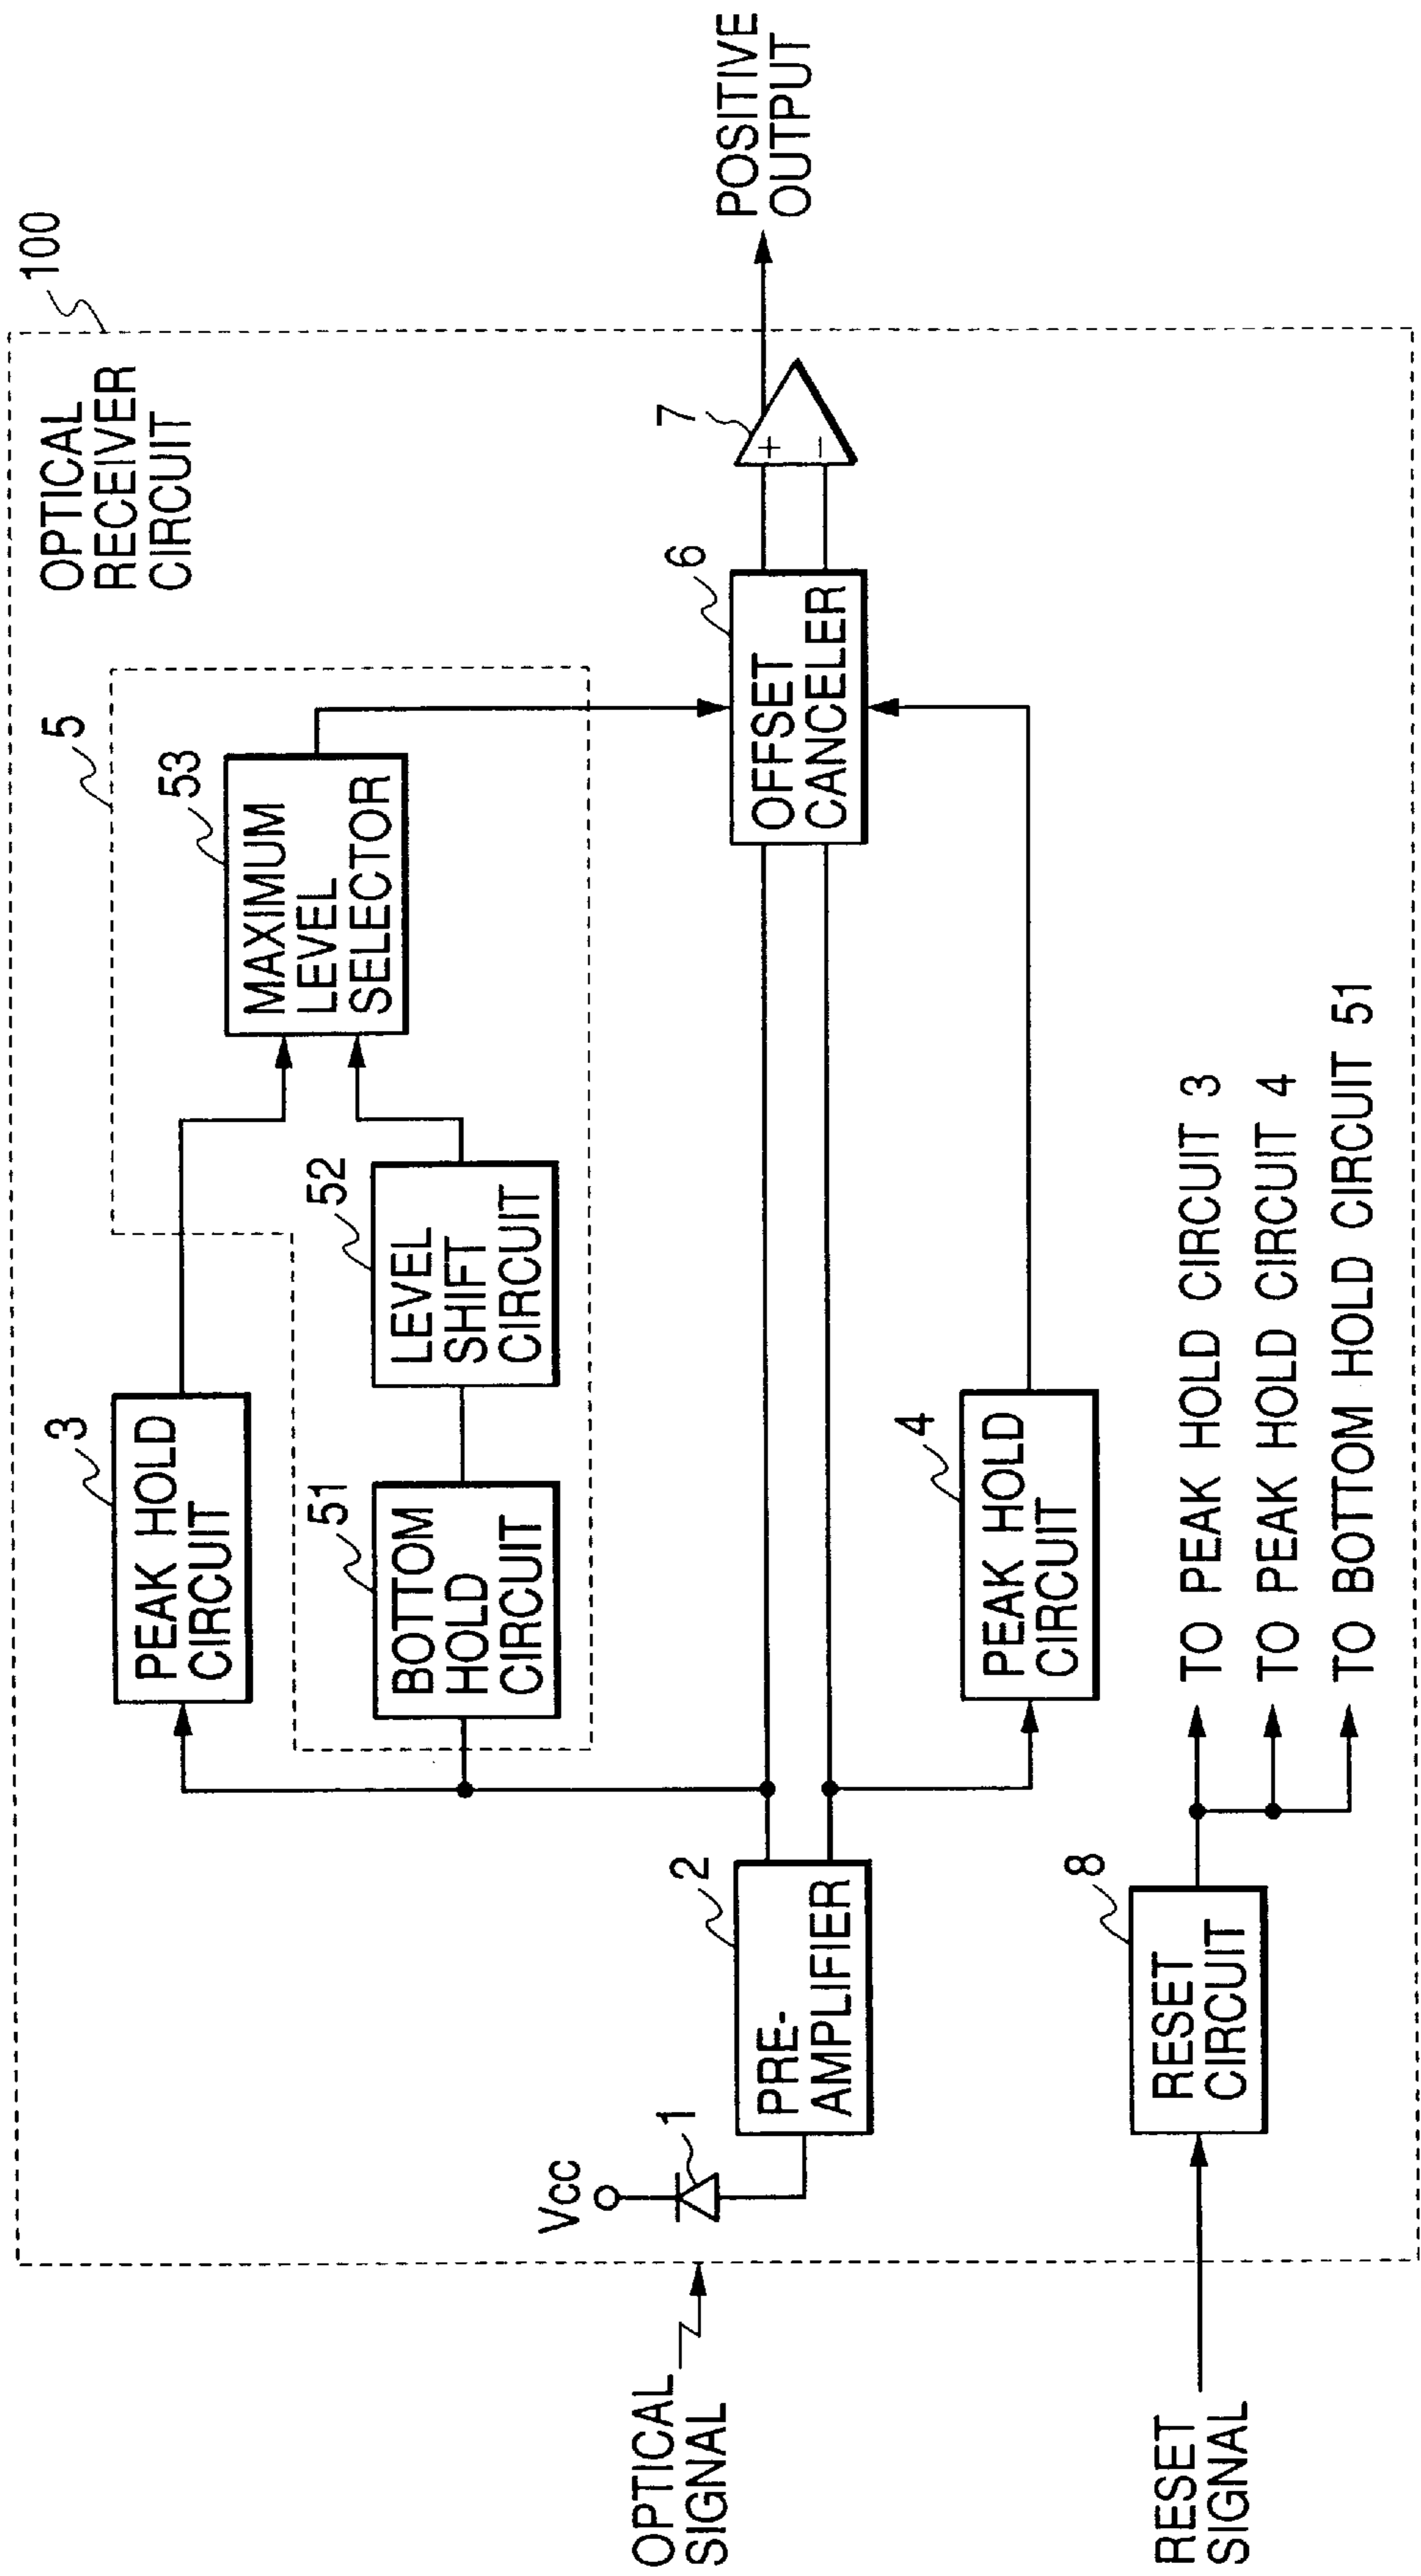 100
OPTICAL
RECEIVER
CIRCUIT
5
3
PEAK HOLD
CIRCUIT
53
MAXIMUM
LEVEL
SELECTOR
51
BOTTOM
HOLD
CIRCUIT
52
LEVEL
SHIFT
CIRCUIT
Vcc
1
OPTICAL
SIGNAL
2
PRE-
AMPLIFIER
6
OFFSET
CANCELER
7
+
−
POSITIVE
OUTPUT
4
PEAK HOLD
CIRCUIT
RESET
SIGNAL
8
RESET
CIRCUIT
TO PEAK HOLD CIRCUIT 3
TO PEAK HOLD CIRCUIT 4
TO BOTTOM HOLD CIRCUIT 51